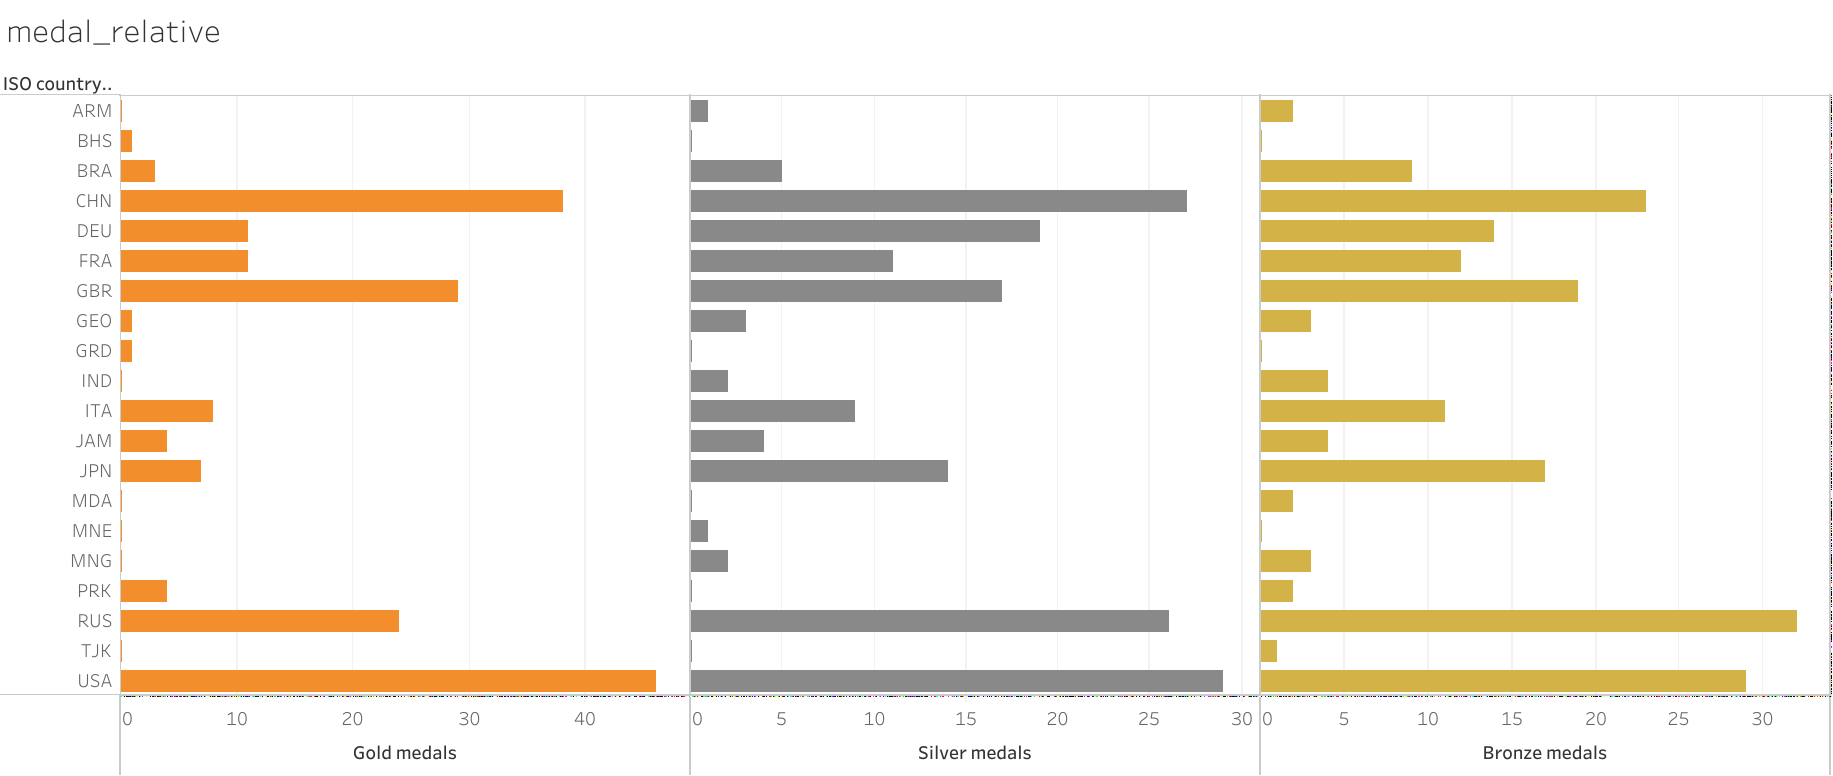 medal_relative
ISO country..
ARM
BHS
BRA
CHN
DEU
FRA
GBR
GEO
GRD
IND
ITA
JAM
JPN
MDA
MNE
MNG
PRK
RUS
TJK
USA
0 10 20 30 40 0 5 10 15 20 25 30 0 5 10 15 20 25 30
Gold medals Silver medals Bronze medals